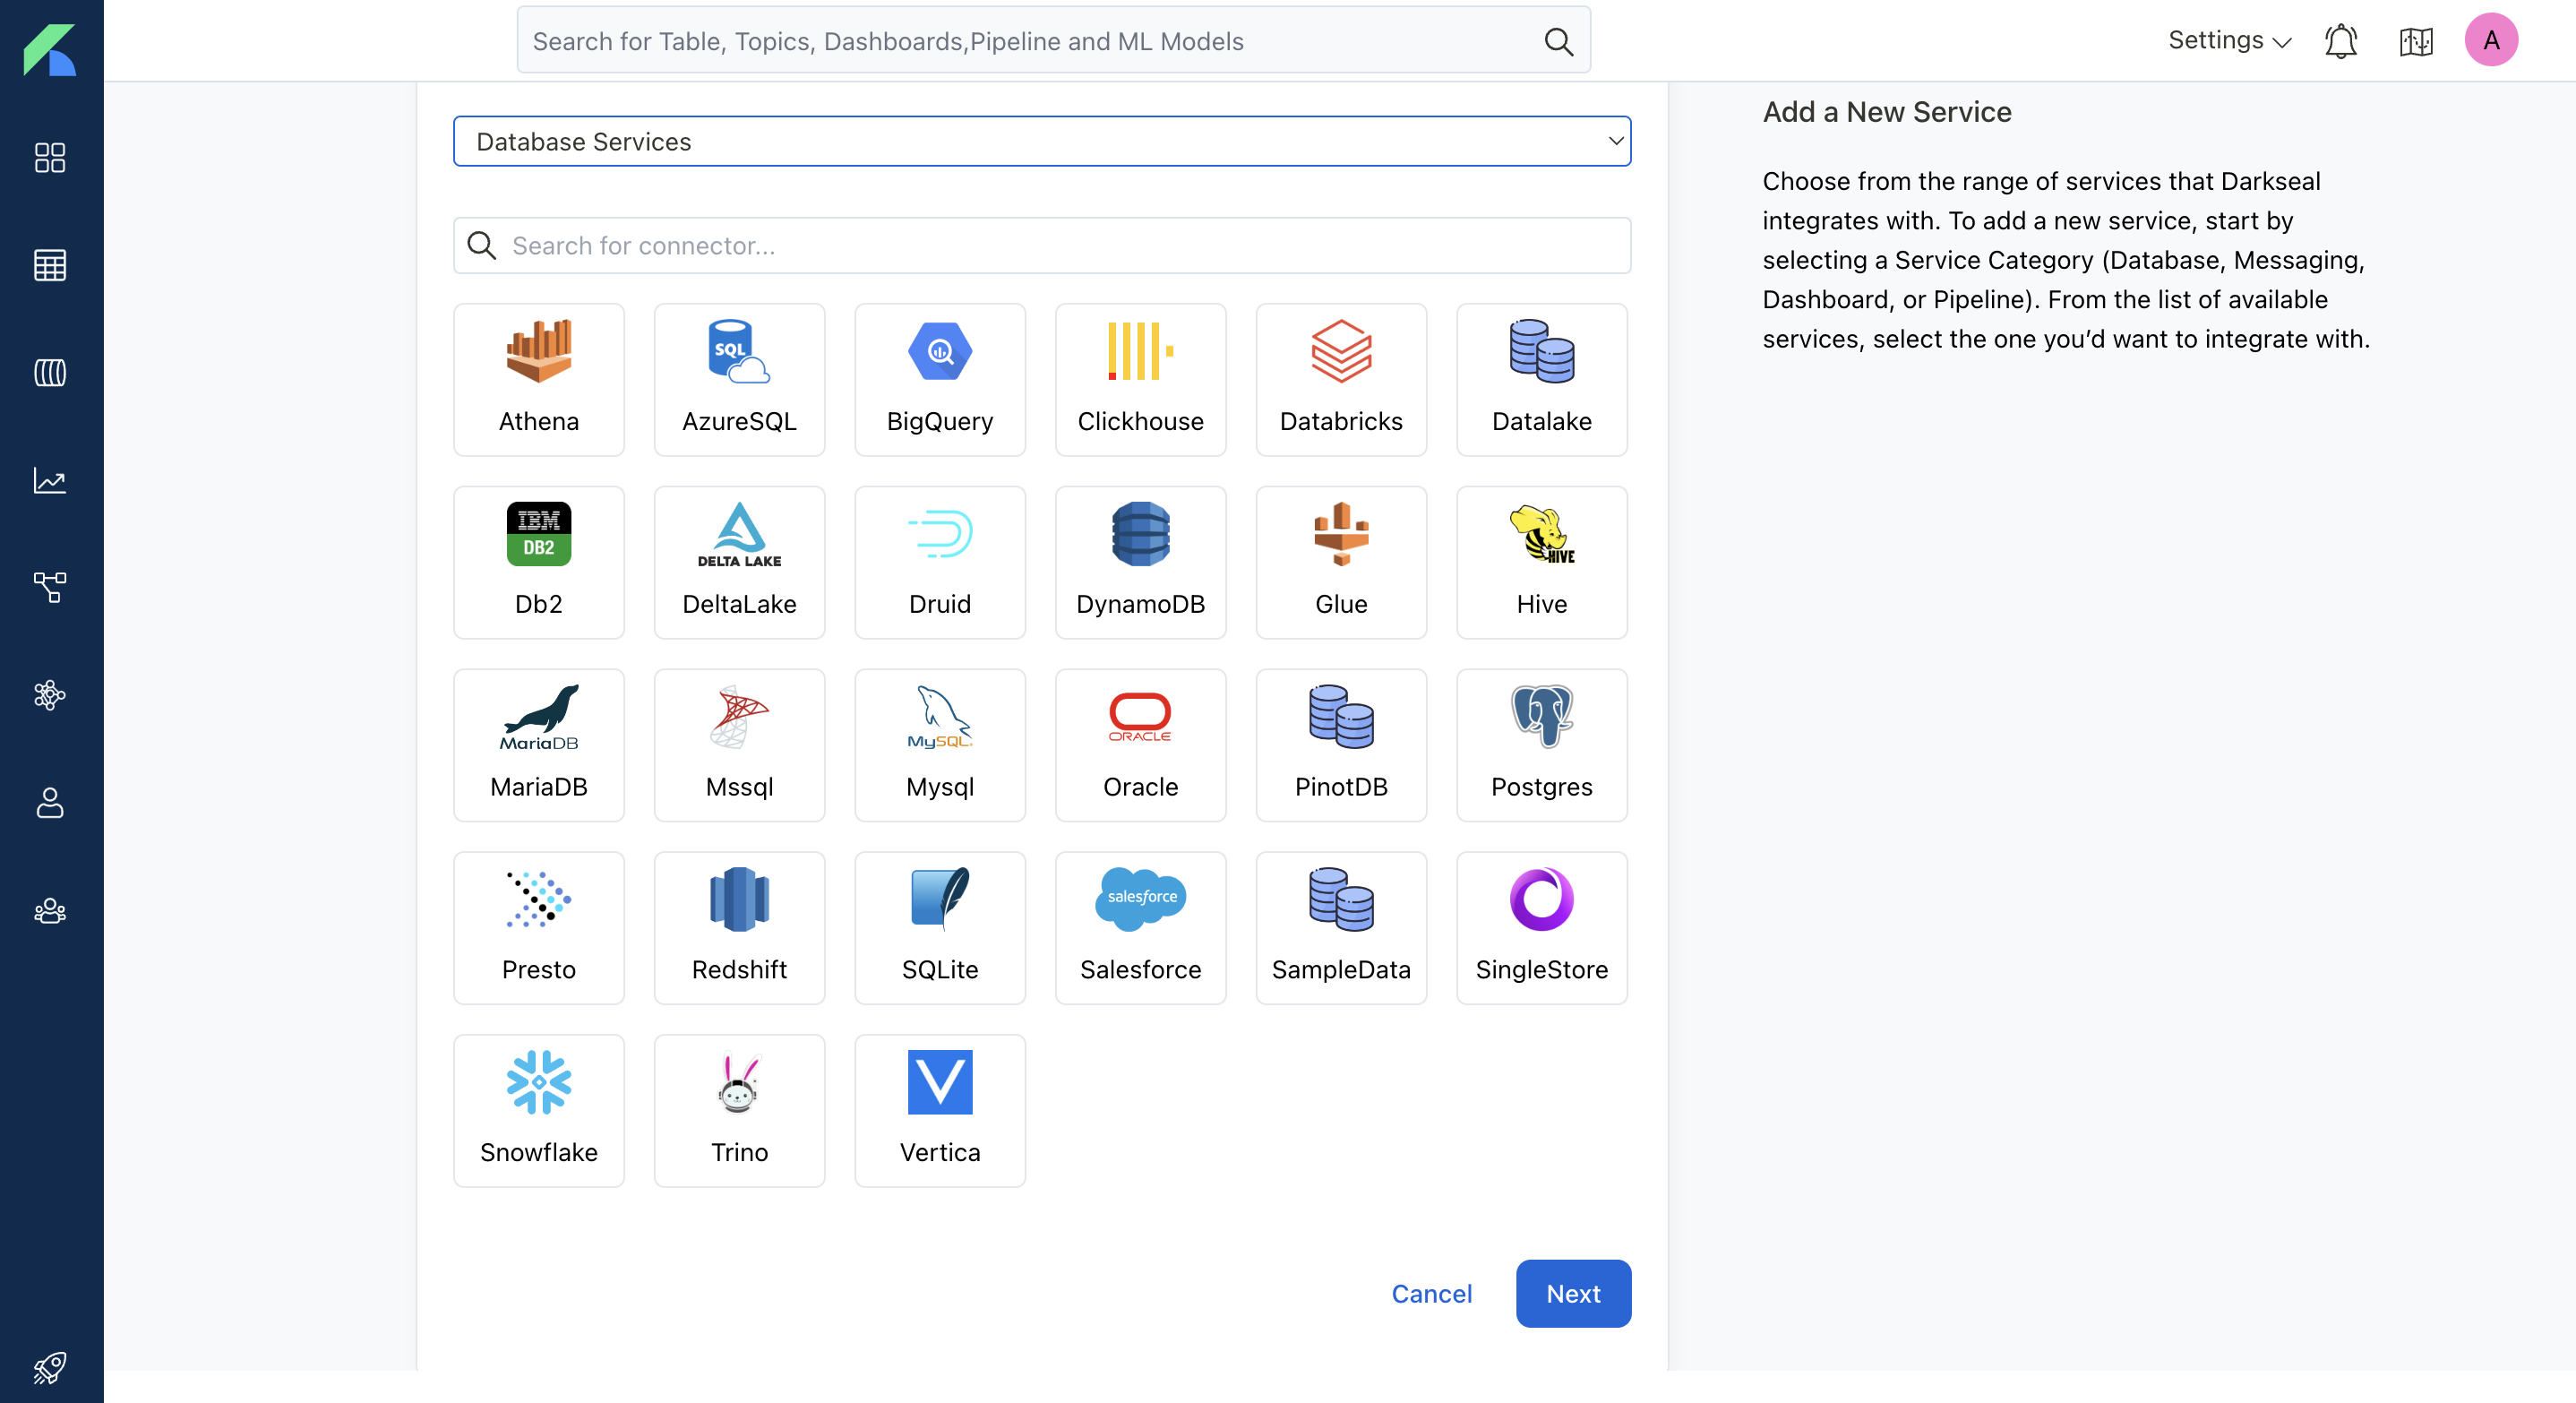 Search for Table, Topics, Dashboards,Pipeline and ML Models
Settings
A
Database Services
Search for connector...
Athena
SQL
AzureSQL
BigQuery
Clickhouse
Databricks
Datalake
IBM
DB2
Db2
DELTA LAKE
DeltaLake
Druid
DynamoDB
Glue
HIVE
Hive
MariaDB
MariaDB
Mssql
MySQL
Mysql
ORACLE
Oracle
PinotDB
Postgres
Presto
Redshift
SQLite
salesforce
Salesforce
SampleData
SingleStore
Snowflake
Trino
V
Vertica
Cancel
Next
Add a New Service
Choose from the range of services that Darkseal
integrates with. To add a new service, start by
selecting a Service Category (Database, Messaging,
Dashboard, or Pipeline). From the list of available
services, select the one you’d want to integrate with.